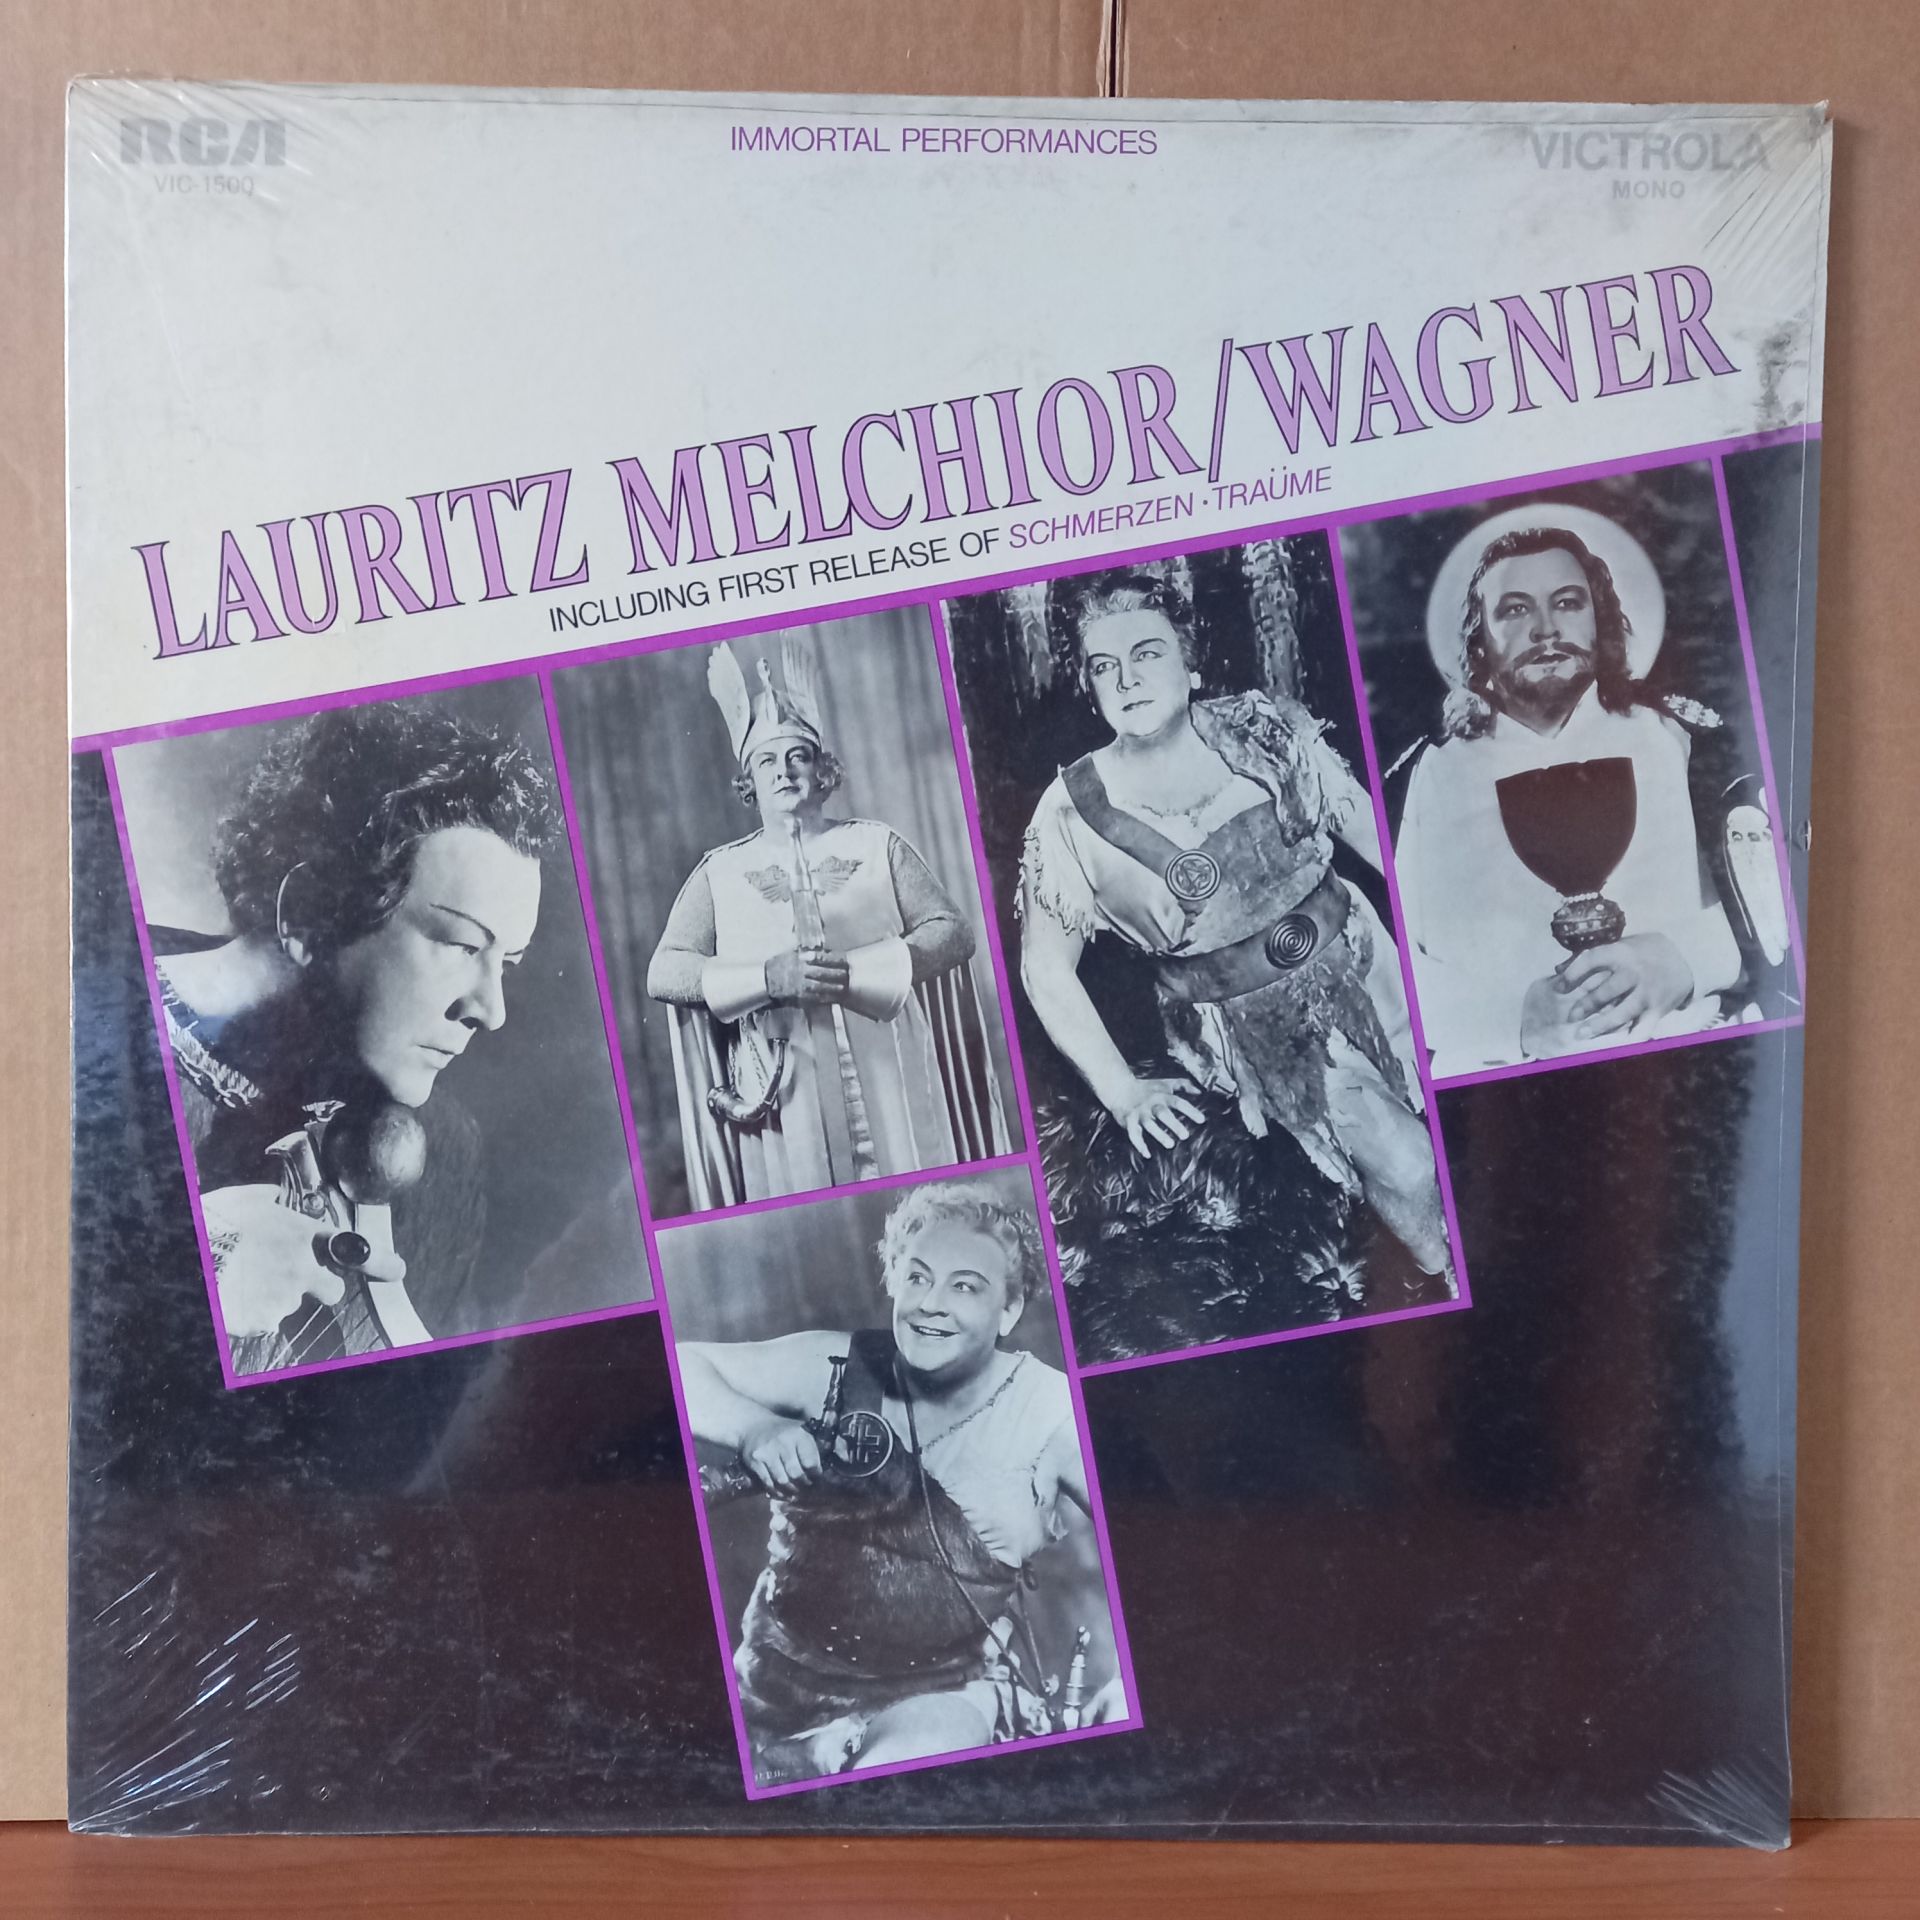 RCA
VIC-1500
IMMORTAL PERFORMANCES
VICTROLA
MONO
LAURITZ MELCHIOR/WAGNER
INCLUDING FIRST RELEASE OF SCHMERZEN · TRAÜME